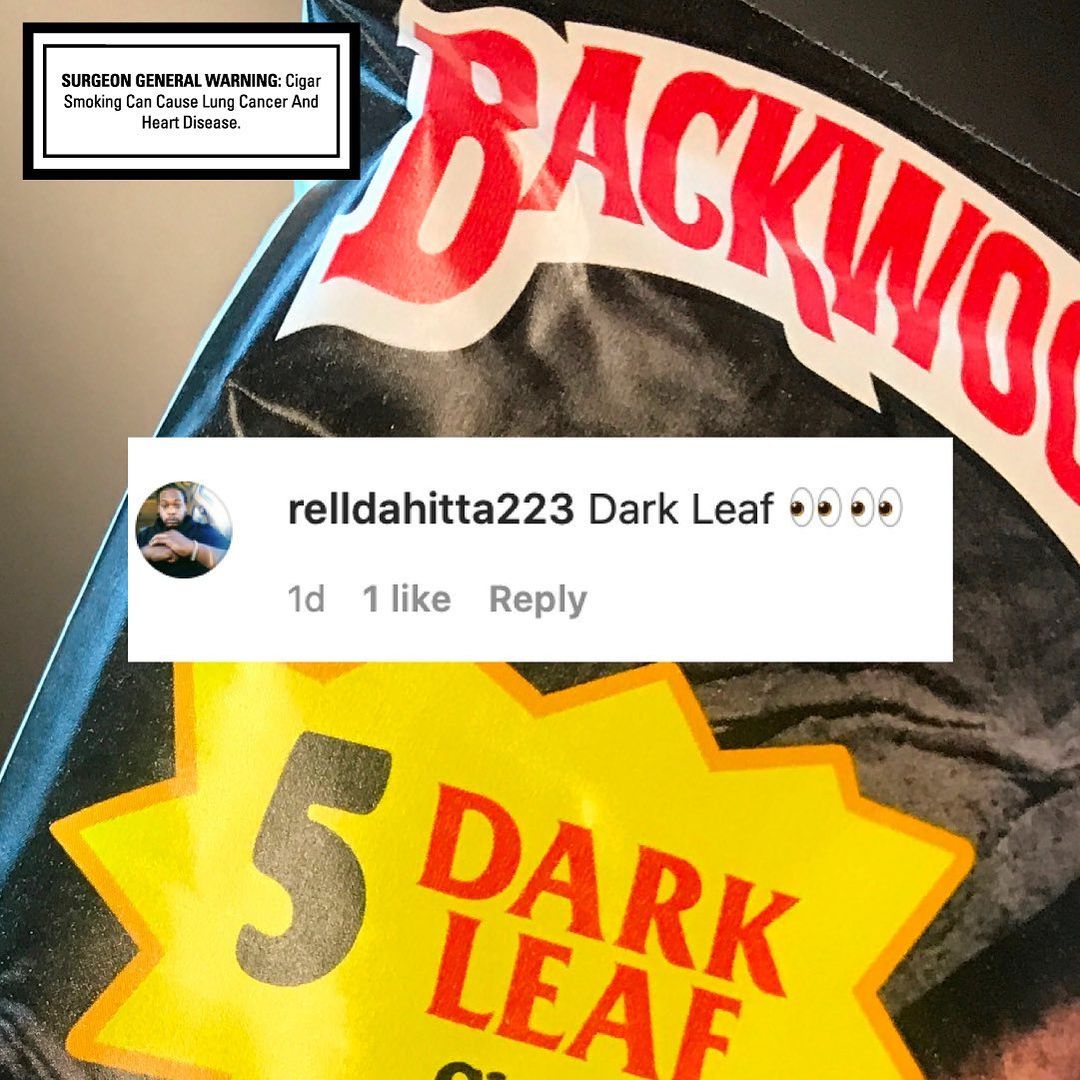 SURGEON GENERAL WARNING: Cigar
Smoking Can Cause Lung Cancer And
Heart Disease.
BACKWOO
relldahitta223 Dark Leaf 👀👀
1d 1 like Reply
5
DARK
LEAF